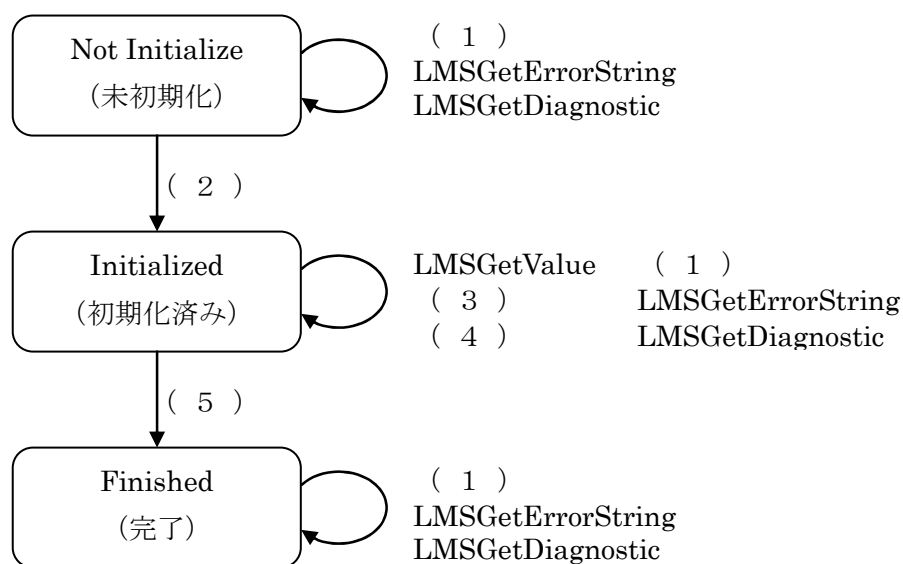 Not Initialize
（未初期化）
（ １ ）
LMSGetErrorString
LMSGetDiagnostic
（ ２ ）
Initialized
（初期化済み）
LMSGetValue （ １ ）
（ ３ ） LMSGetErrorString
（ ４ ） LMSGetDiagnostic
（ ５ ）
Finished
（完了）
（ １ ）
LMSGetErrorString
LMSGetDiagnostic